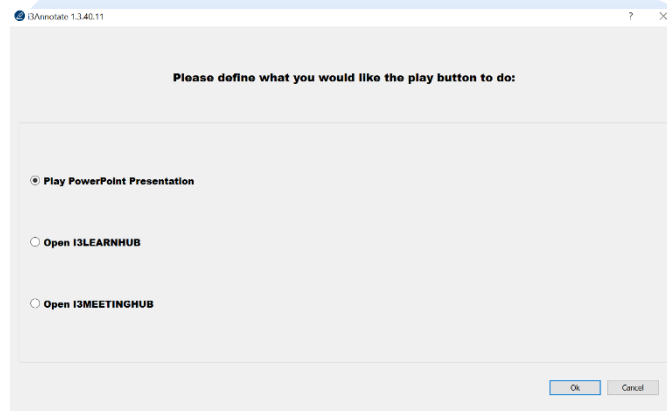 i3Annotate 1.3.40.11
Please define what you would like the play button to do:
Play PowerPoint Presentation
Open I3LEARNHUB
Open I3MEETINGHUB
Ok Cancel